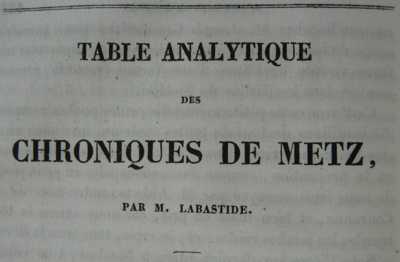 TABLE ANALYTIQUE
DES
CHRONIQUES DE METZ,
PAR M. LABASTIDE.